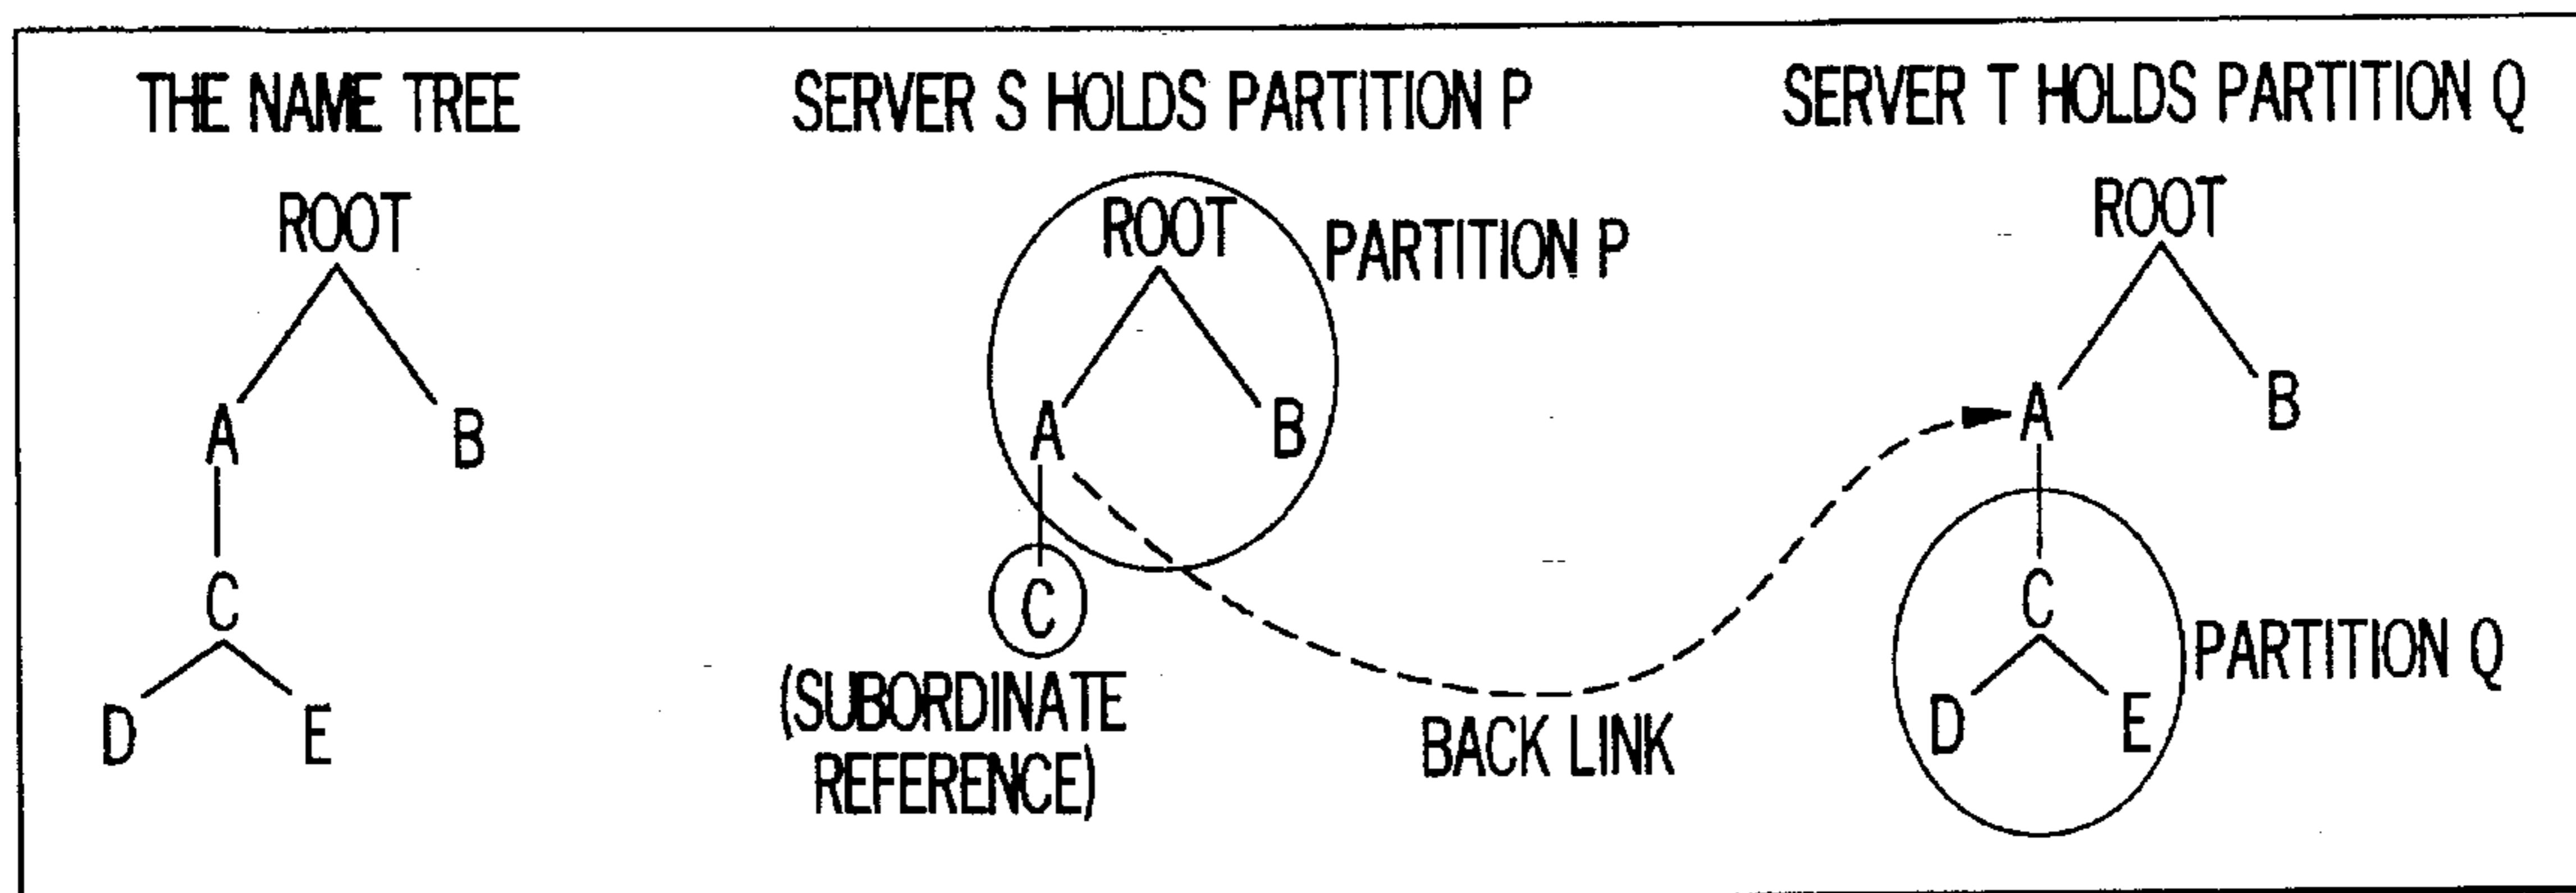 THE NAME TREE
ROOT
A
B
C
D
E
SERVER S HOLDS PARTITION P
ROOT
PARTITION P
A
B
C
(SUBORDINATE
REFERENCE)
BACK LINK
SERVER T HOLDS PARTITION Q
ROOT
A
B
C
PARTITION Q
D
E